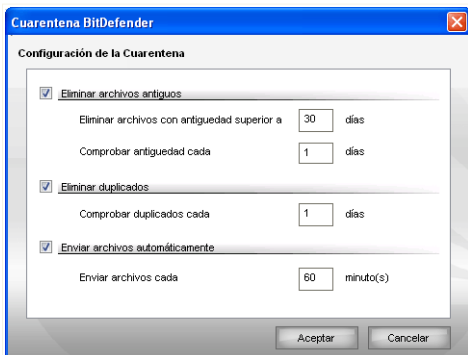 Cuarentena BitDefender
Configuración de la Cuarentena
Eliminar archivos antiguos
Eliminar archivos con antiguedad superior a 30 días
Comprobar antiguedad cada 1 días
Eliminar duplicados
Comprobar duplicados cada 1 días
Enviar archivos automáticamente
Enviar archivos cada 60 minuto(s)
Aceptar Cancelar